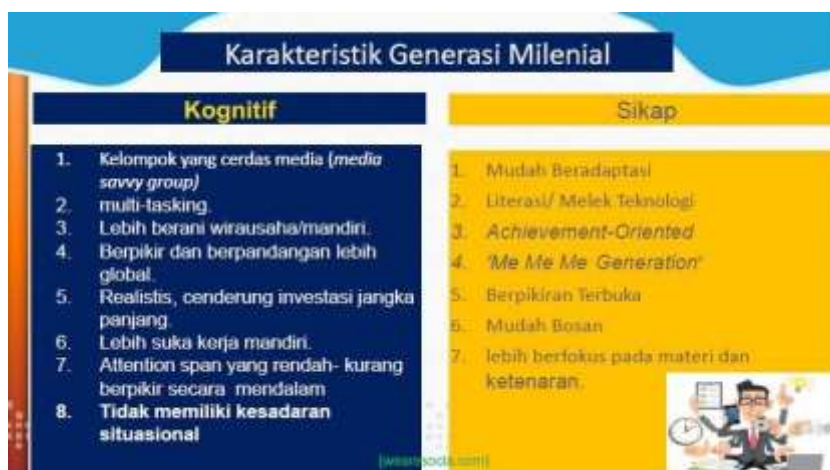 Karakteristik Generasi Milenial
Kognitif
1. Kelompok yang cerdas media (media
savvy group)
2. multi-tasking.
3. Lebih berani wirausaha/mandiri.
4. Berpikir dan berpandangan lebih
global.
5. Realistis, cenderung investasi jangka
panjang.
6. Lebih suka kerja mandiri.
7. Attention span yang rendah- kurang
berpikir secara mendalam
8. Tidak memiliki kesadaran
situasional
Sikap
1. Mudah Beradaptasi
2. Literasi/ Melek Teknologi
3. Achievement-Oriented
4. 'Me Me Me Generation'
5. Berpikiran Terbuka
6. Mudah Bosan
7. lebih berfokus pada materi dan
ketenaran.